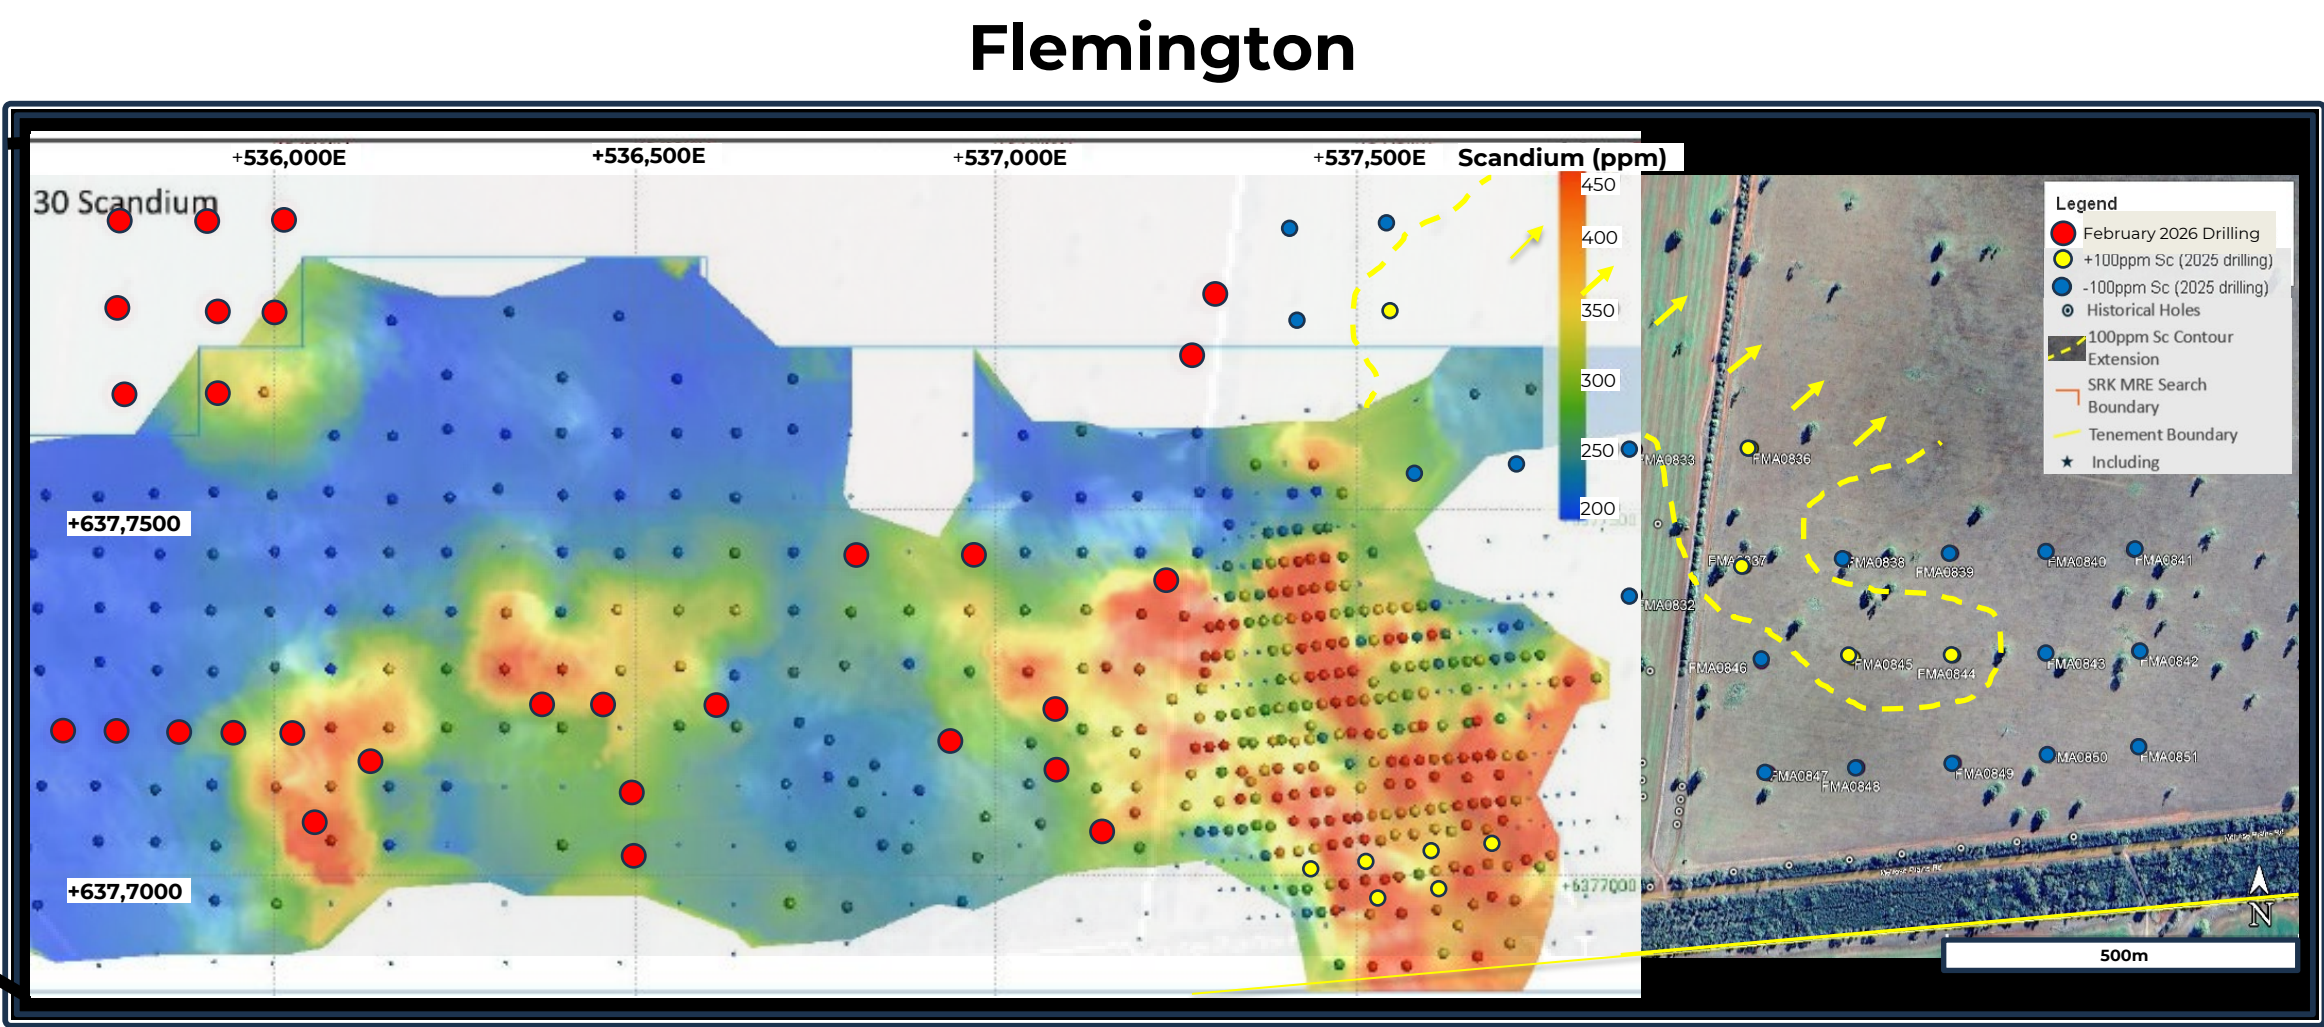 Flemington
+536,000E
+536,500E
+537,000E
+537,500E
Scandium (ppm)
30 Scandium
450
400
350
300
250
200
+637,7500
+637,7000
+6377000
Legend
February 2026 Drilling
+100ppm Sc (2025 drilling)
-100ppm Sc (2025 drilling)
Historical Holes
100ppm Sc Contour
Extension
SRK MRE Search
Boundary
Tenement Boundary
Including
FMA0833
FMA0836
FMA0838
FMA0839
FMA0840
FMA0841
FMA0832
FMA0846
FMA0845
FMA0844
FMA0843
FMA0842
FMA0847
FMA0848
FMA0849
MA0850
FMA0851
N
500m